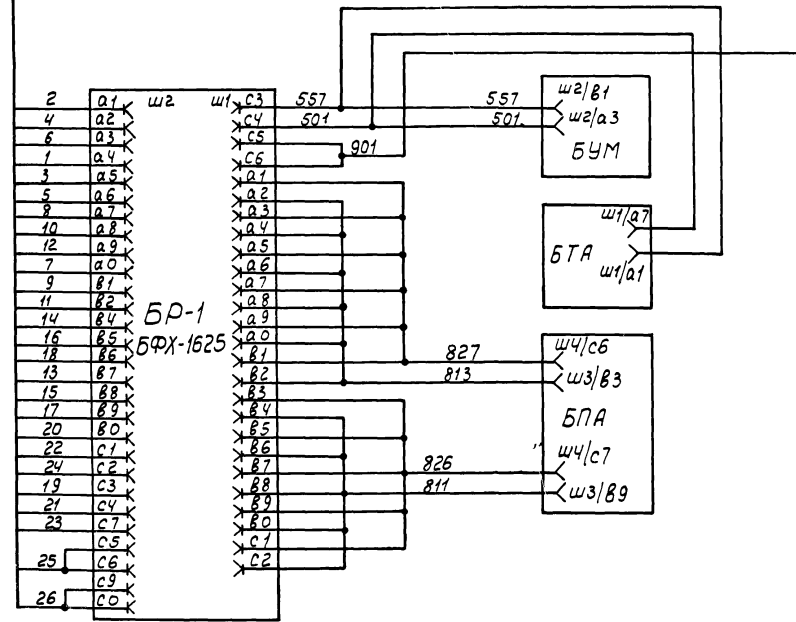 2 а1 ш2 ш1 с3 557 557 ш2/в1
4 а2 с4 501 501 ш2/а3
6 а3 с5 901 БУМ
1 а4 с6
3 а5 а1
5 а6 а2
8 а7 а3 ш1/а7
10 а8 а4
12 а9 а5 БТА ш1/а1
7 а0 а6
9 в1 а7
11 в2 а8
14 в4 БР-1 а9
16 в5 БФХ-1625 а0 ш4/с6
18 в6 в1 827
13 в7 в2 813 ш3/в3
15 в8 в3
17 в9 в4 БПА
20 в0 в5
22 с1 в6 ш4/с7
24 с2 в7 826
19 с3 в8 811 ш3/в9
21 с4 в9
23 с7 в0
с5 с1
25 с6 с2
с9
26 с0